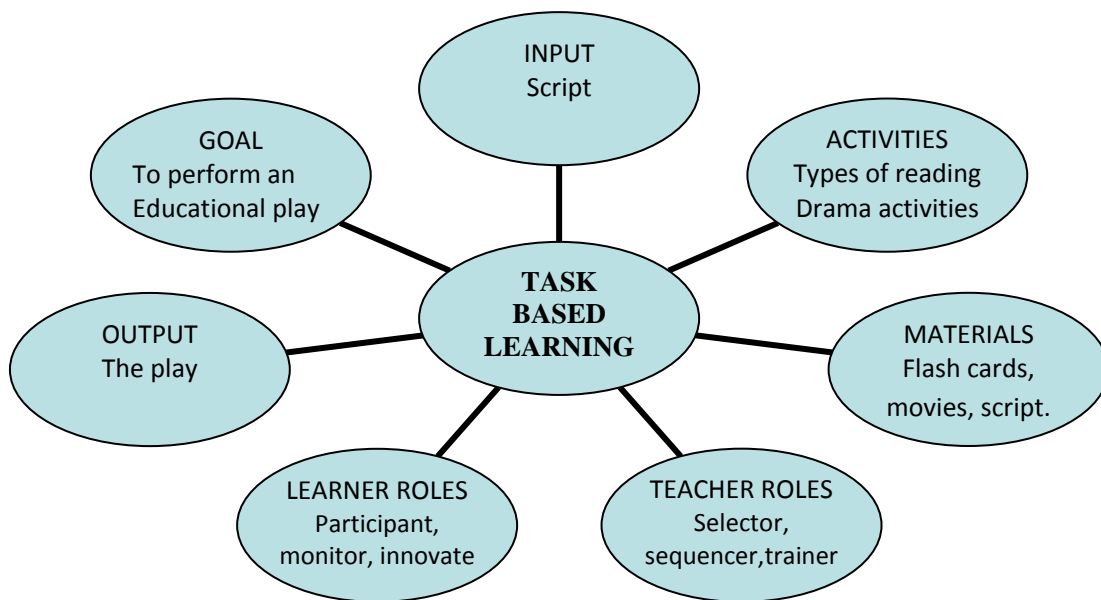 INPUT
Script
GOAL
To perform an
Educational play
ACTIVITIES
Types of reading
Drama activities
TASK
BASED
LEARNING
OUTPUT
The play
MATERIALS
Flash cards,
movies, script.
LEARNER ROLES
Participant,
monitor, innovate
TEACHER ROLES
Selector,
sequencer,trainer